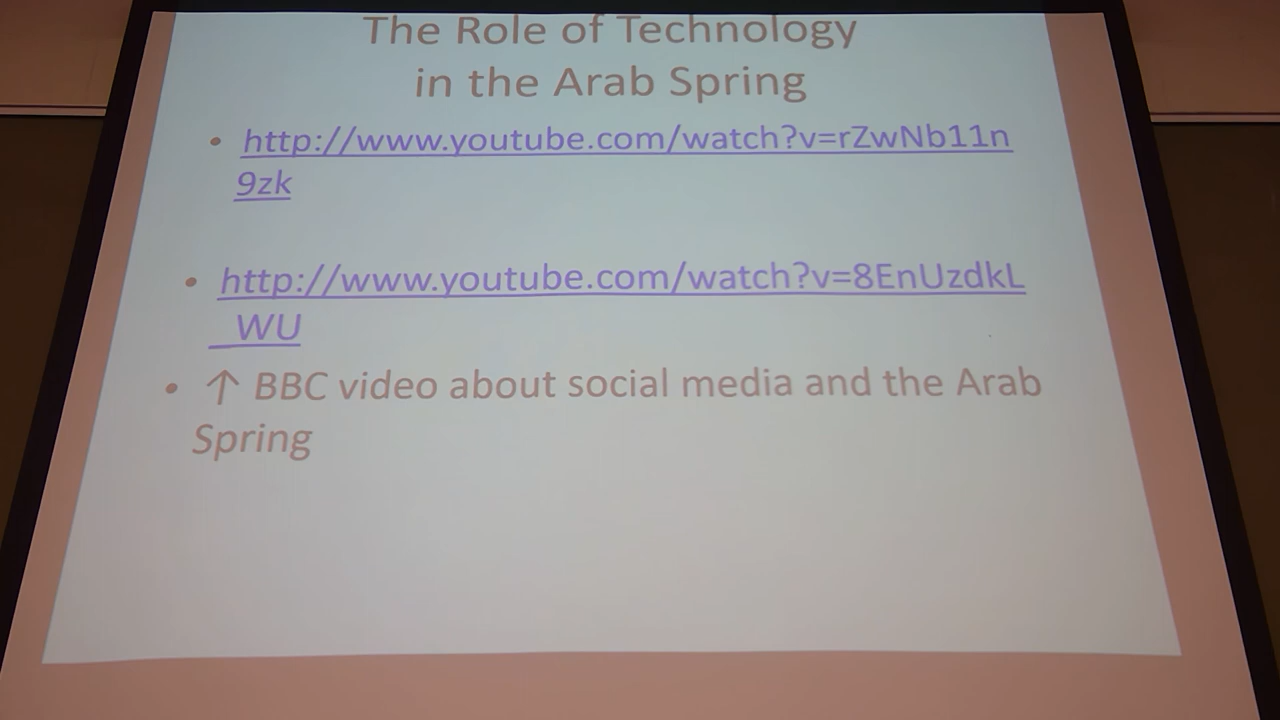 The Role of Technology
in the Arab Spring
• http://www.youtube.com/watch?v=rZwNb11n
9zk
• http://www.youtube.com/watch?v=8EnUzdkL
_WU
• ↑ BBC video about social media and the Arab
Spring